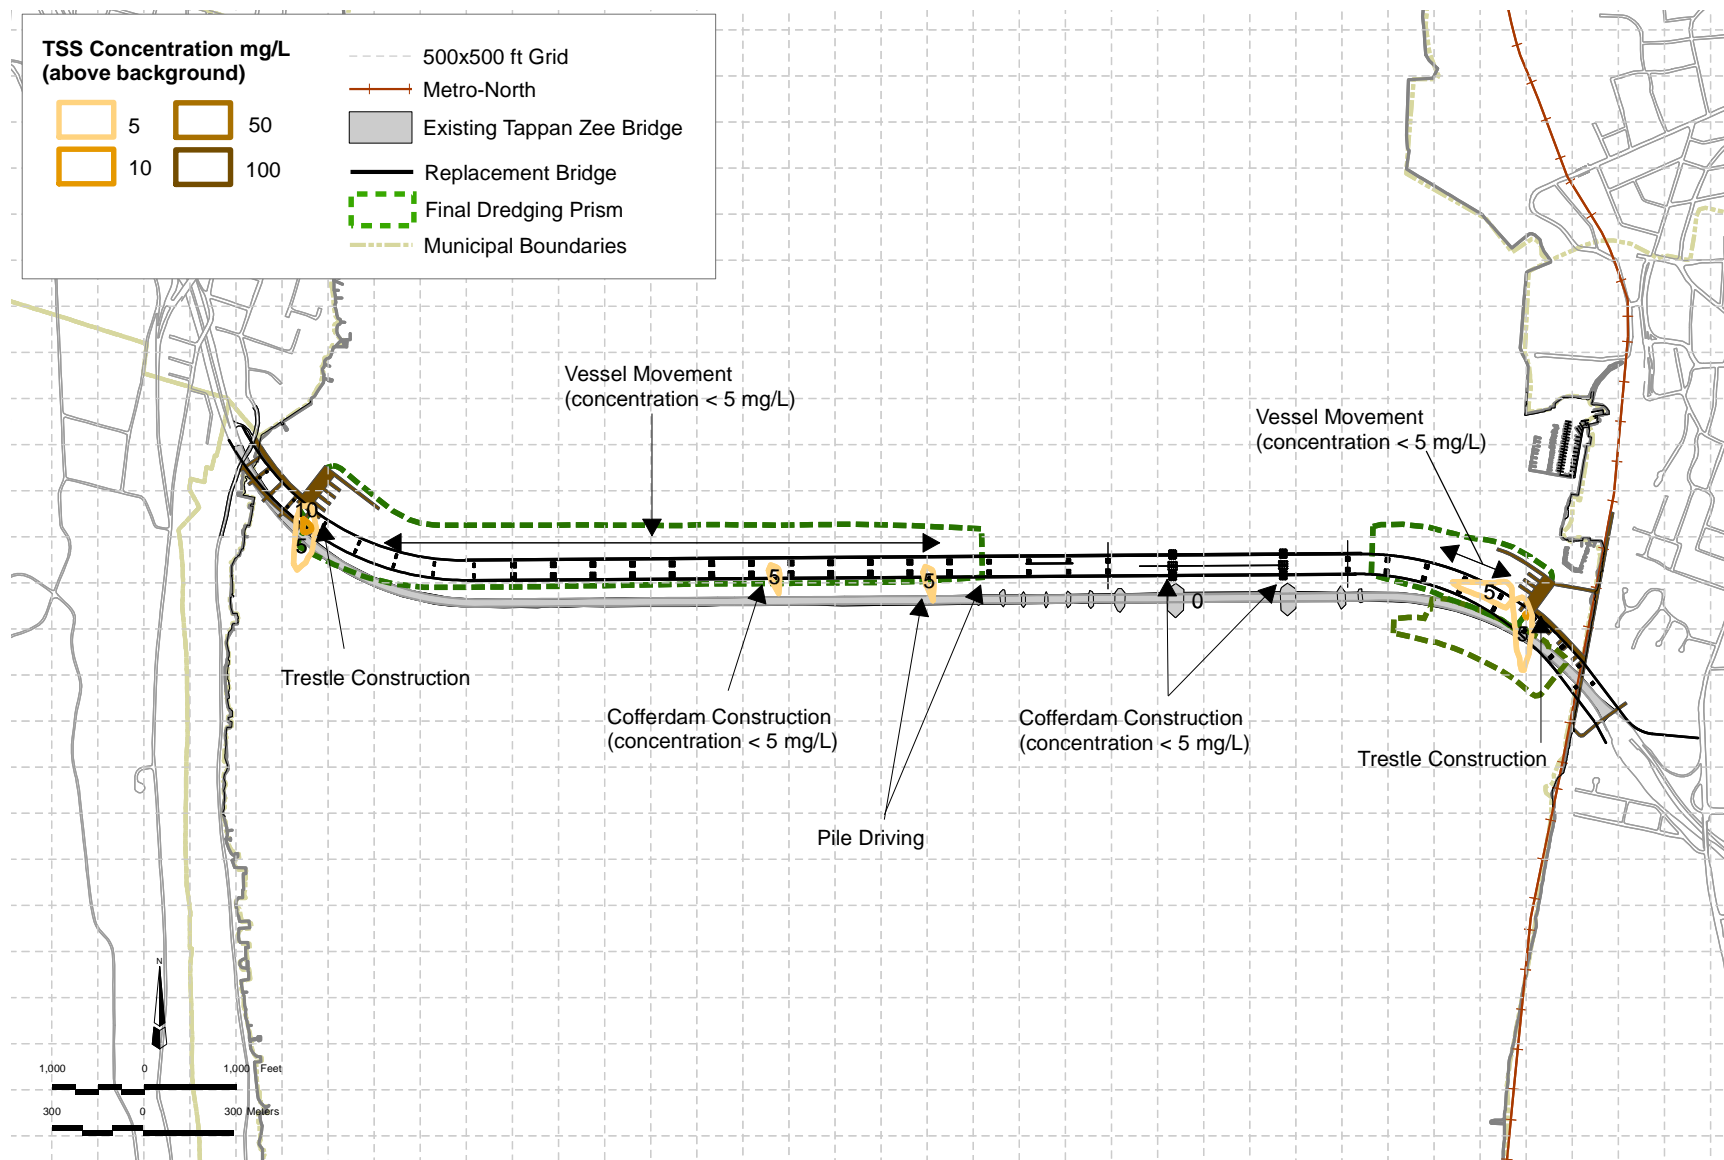 TSS Concentration mg/L
(above background)
5
50
10
100
500x500 ft Grid
Metro-North
Existing Tappan Zee Bridge
Replacement Bridge
Final Dredging Prism
Municipal Boundaries
Vessel Movement
(concentration < 5 mg/L)
Vessel Movement
(concentration < 5 mg/L)
10
5
5
5
5
0
Trestle Construction
Cofferdam Construction
(concentration < 5 mg/L)
Cofferdam Construction
(concentration < 5 mg/L)
Trestle Construction
Pile Driving
N
1,000 0 1,000 Feet
300 0 300 Meters